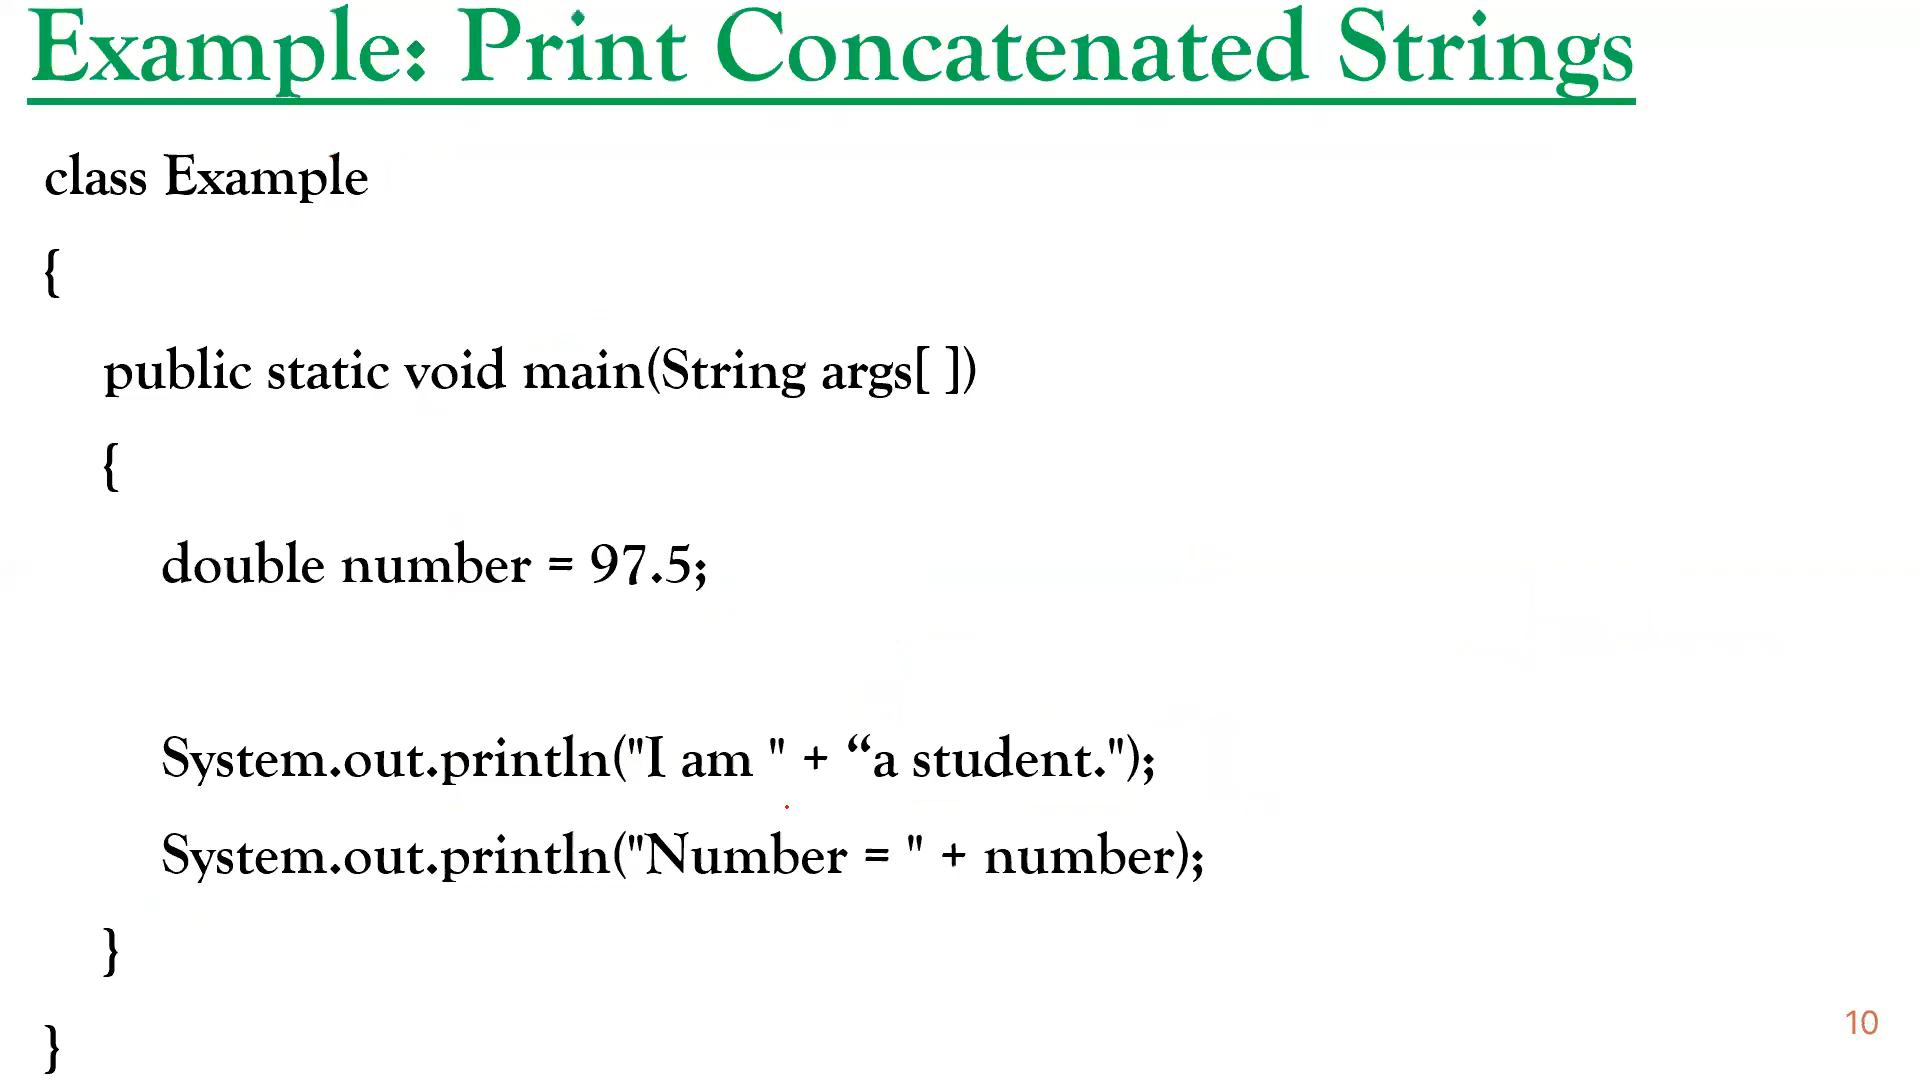 Example: Print Concatenated Strings
class Example
{
public static void main(String args[ ])
{
double number = 97.5;
System.out.println("I am " + “a student.");
System.out.println("Number = " + number);
}
}
10